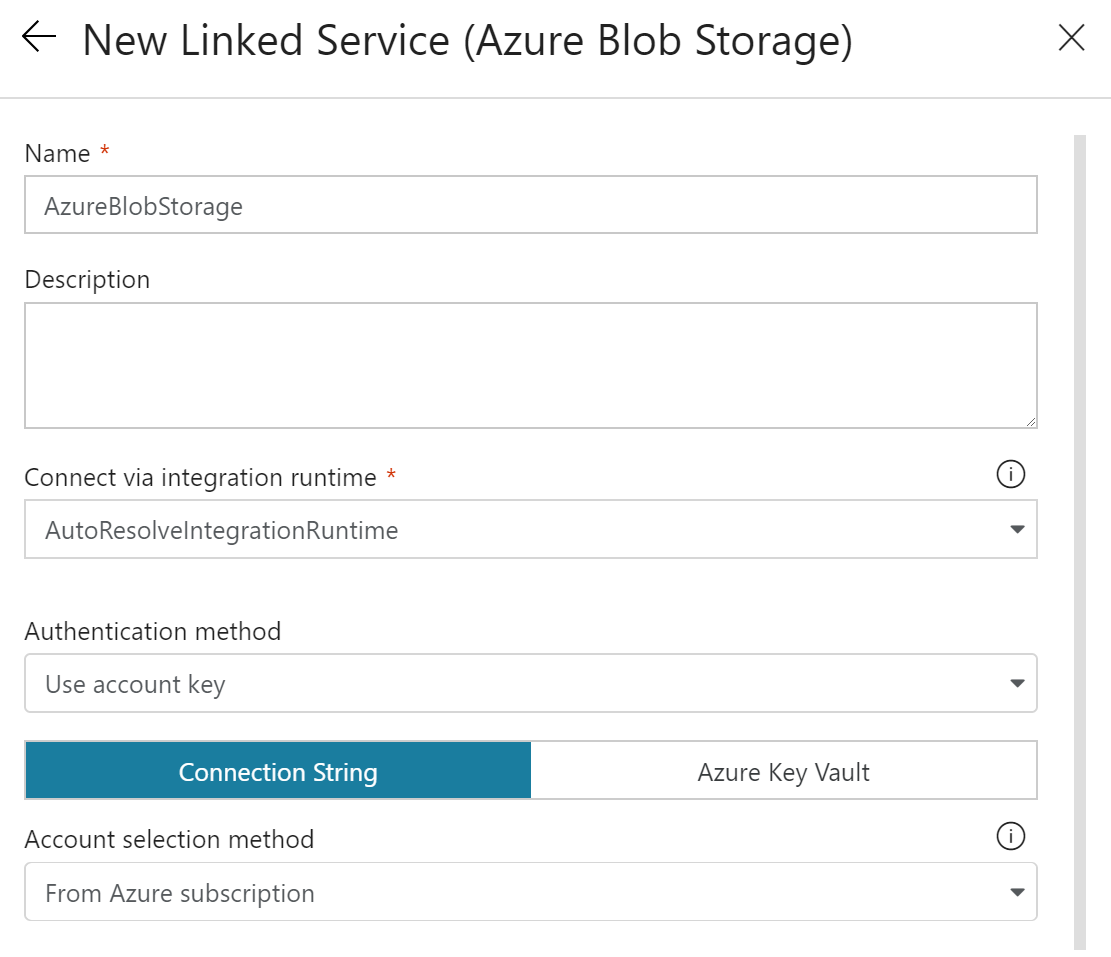 New Linked Service (Azure Blob Storage)
Name *
AzureBlobStorage
Description
Connect via integration runtime *
AutoResolveIntegrationRuntime
Authentication method
Use account key
Connection String
Azure Key Vault
Account selection method
From Azure subscription